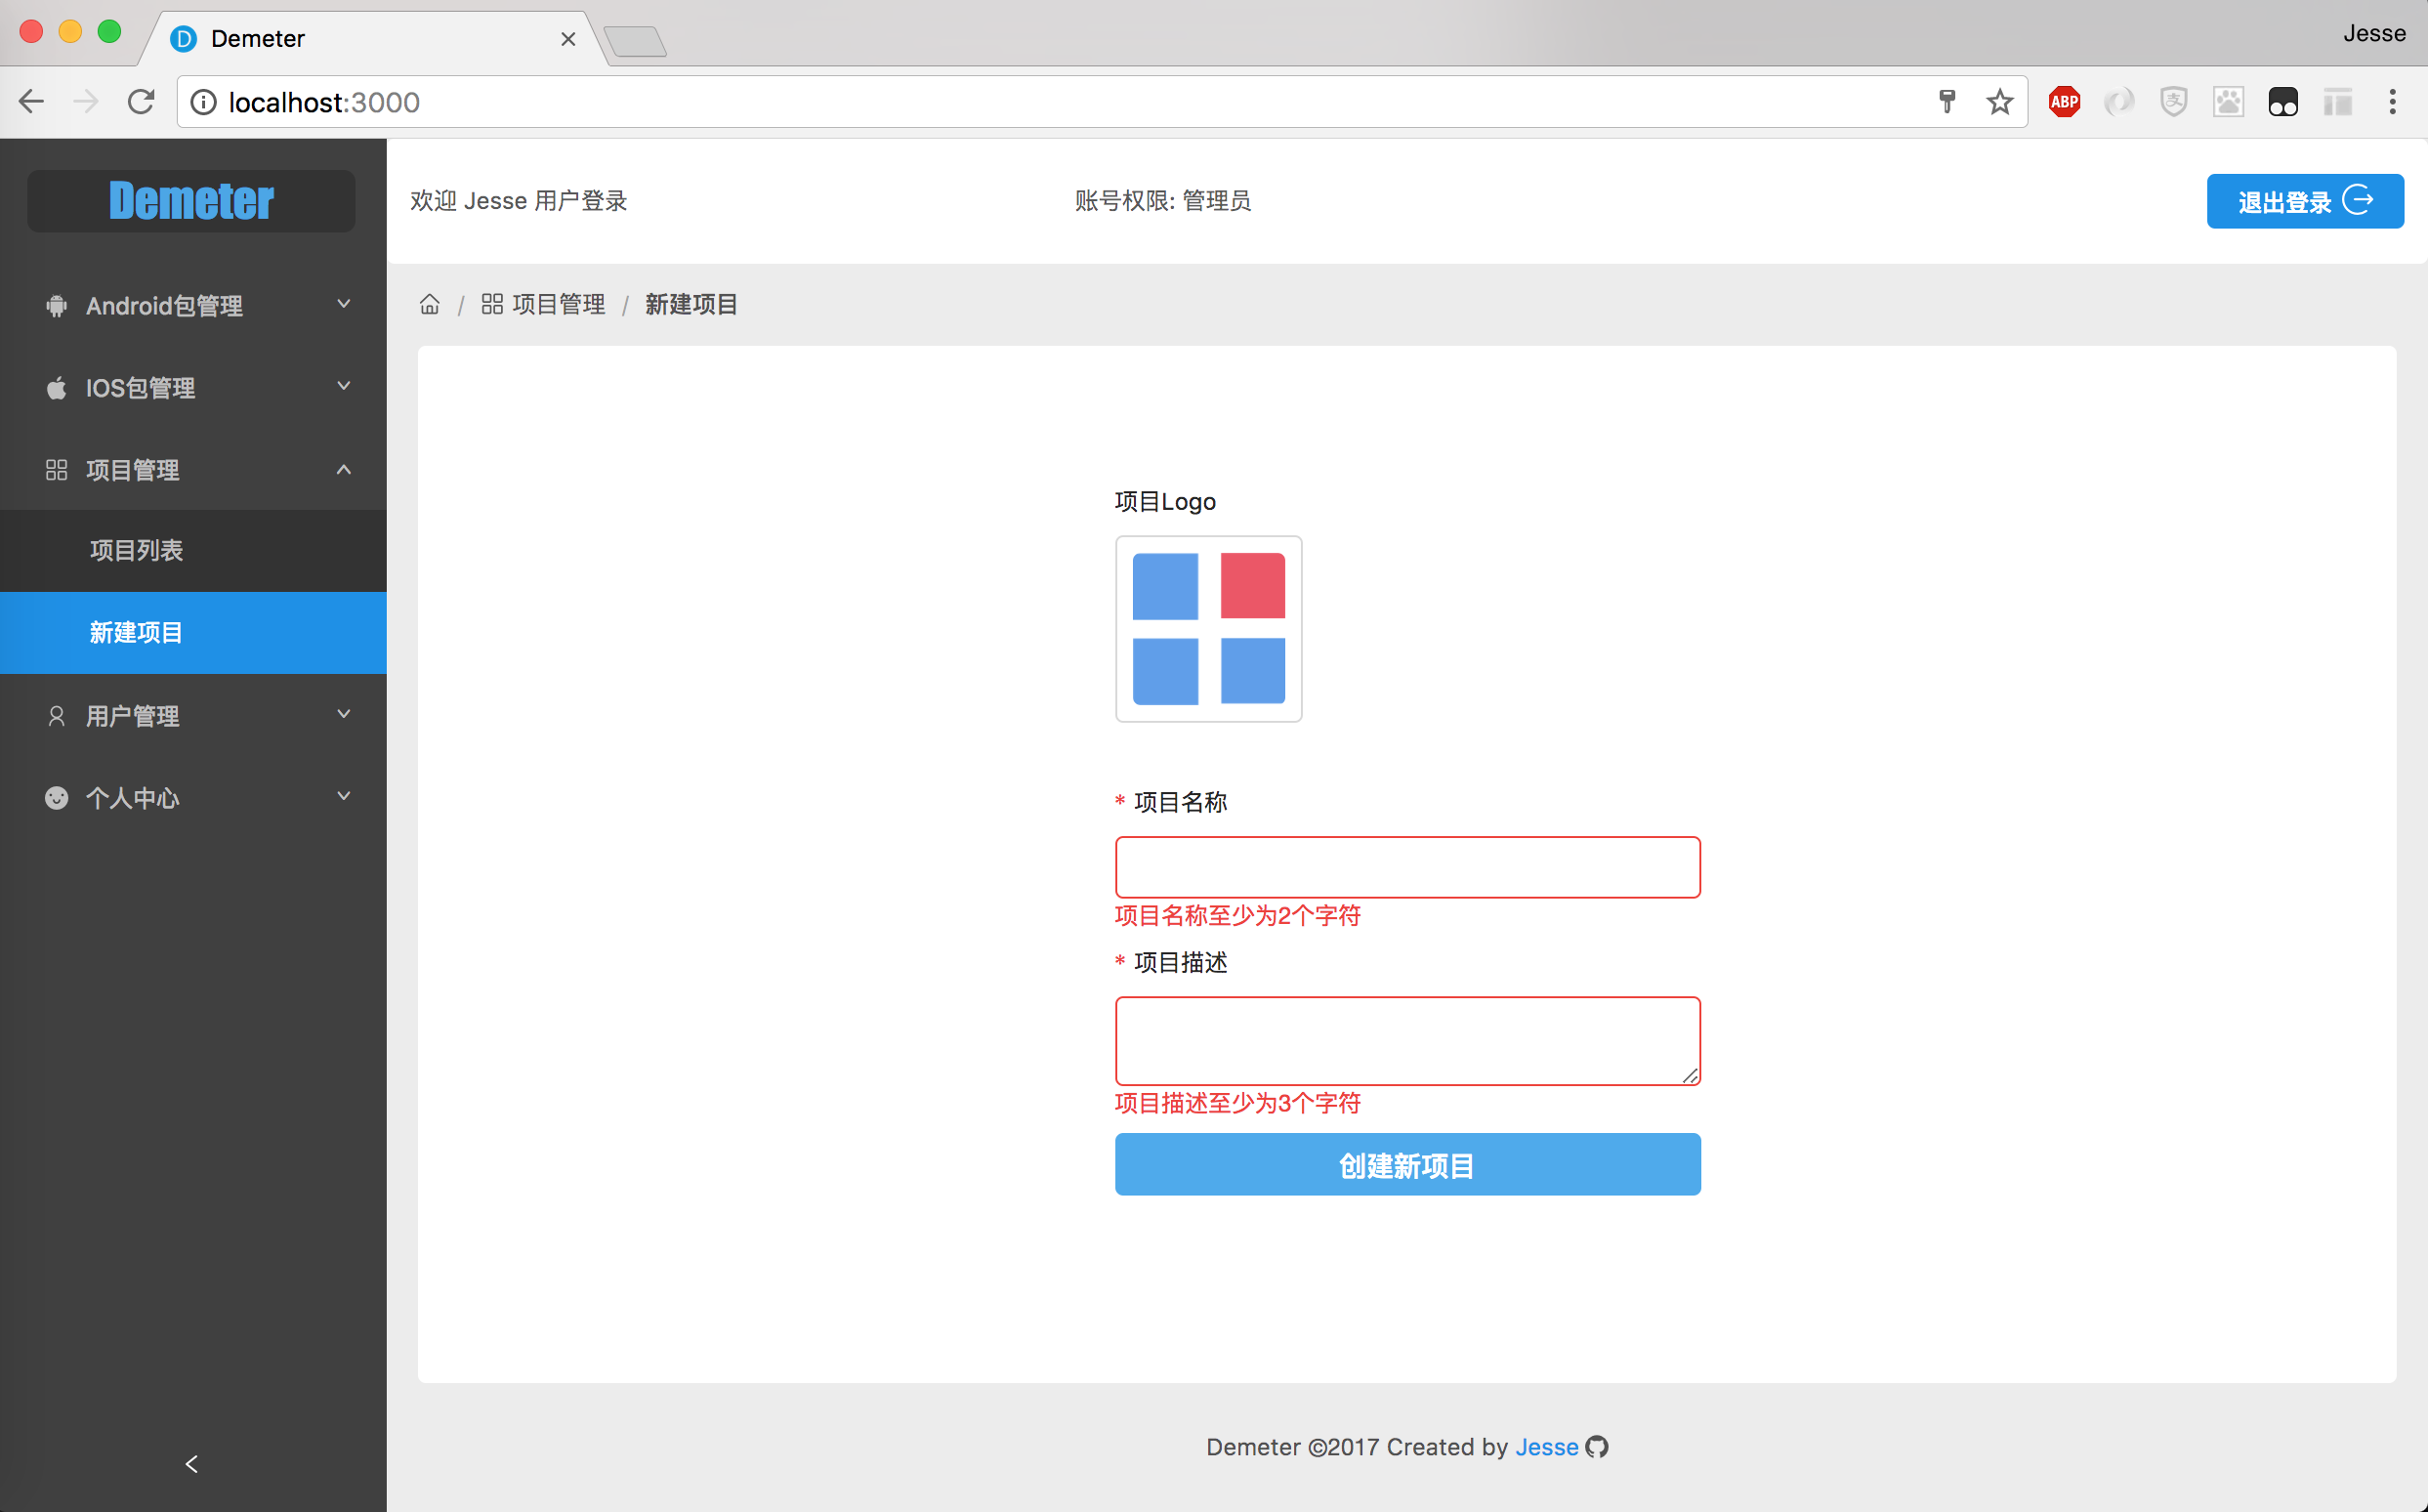 Demeter
Jesse
localhost:3000
ABP
支
Demeter
欢迎 Jesse 用户登录
账号权限: 管理员
退出登录
Android包管理
IOS包管理
项目管理
项目列表
新建项目
用户管理
个人中心
/ 项目管理 / 新建项目
项目Logo
* 项目名称
项目名称至少为2个字符
* 项目描述
项目描述至少为3个字符
创建新项目
Demeter ©2017 Created by Jesse